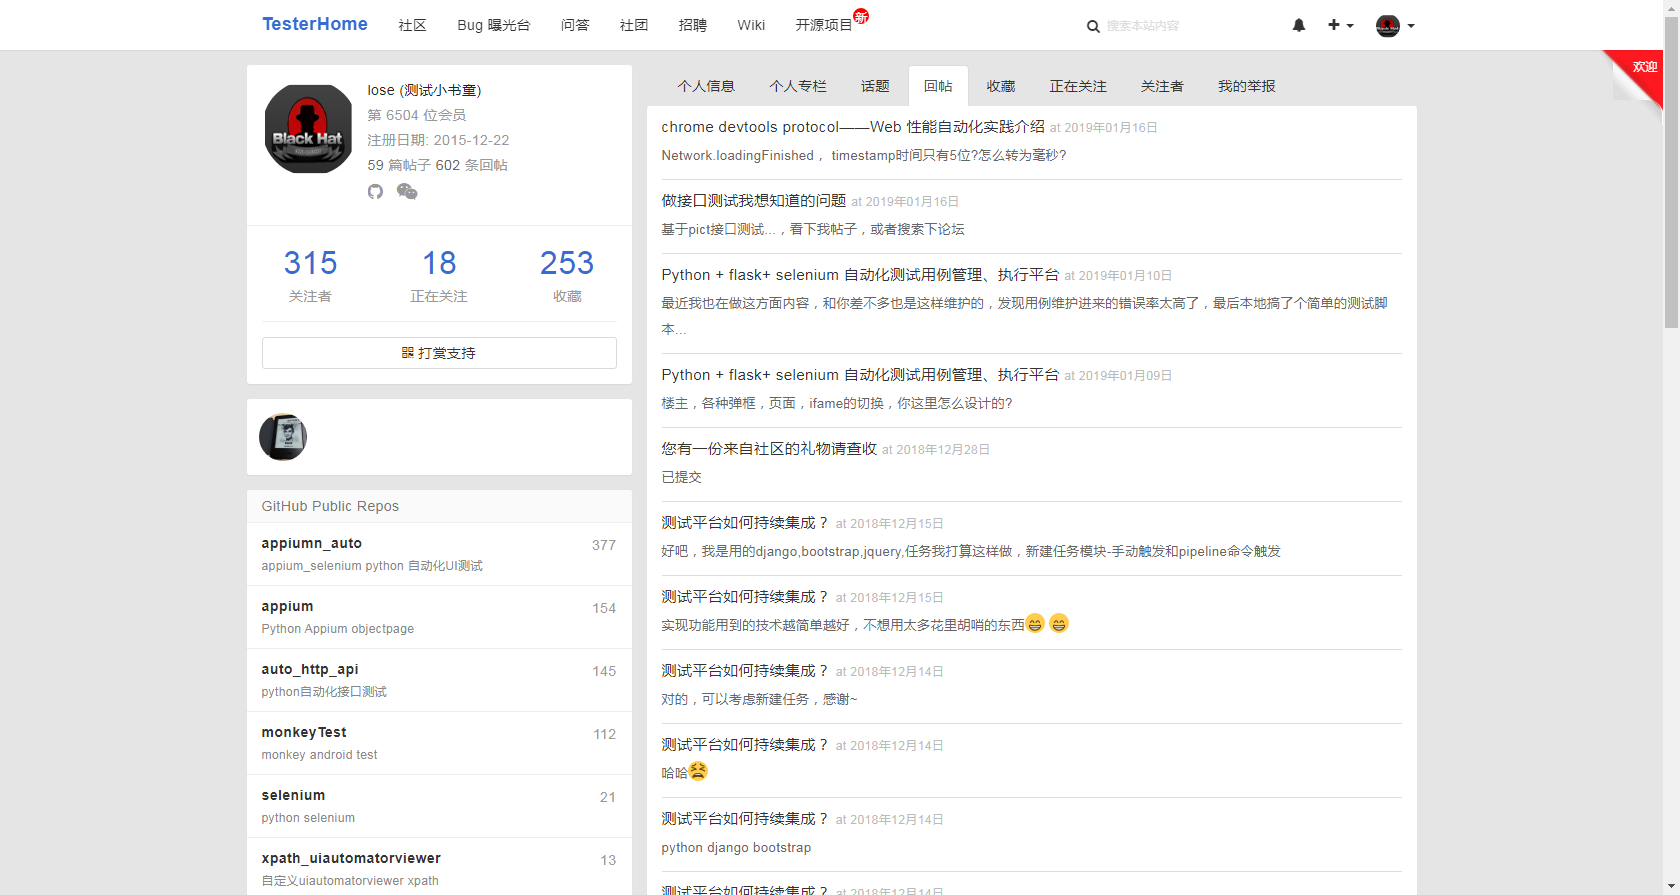 TesterHome 社区 Bug 曝光台 问答 社团 招聘 Wiki 开源项目 新 搜索本站内容
欢迎
Black Hat
lose (测试小书童)
第 6504 位会员
注册日期: 2015-12-22
59 篇帖子 602 条回帖
315 18 253
关注者 正在关注 收藏
打赏支持
GitHub Public Repos
appiumn_auto 377
appium_selenium python 自动化UI测试
appium 154
Python Appium objectpage
auto_http_api 145
python自动化接口测试
monkeyTest 112
monkey android test
selenium 21
python selenium
xpath_uiautomatorviewer 13
自定义uiautomatorviewer xpath
个人信息 个人专栏 话题 回帖 收藏 正在关注 关注者 我的举报
chrome devtools protocol——Web 性能自动化实践介绍 at 2019年01月16日
Network.loadingFinished， timestamp时间只有5位?怎么转为毫秒?
做接口测试我想知道的问题 at 2019年01月16日
基于pict接口测试...，看下我帖子，或者搜索下论坛
Python + flask+ selenium 自动化测试用例管理、执行平台 at 2019年01月10日
最近我也在做这方面内容，和你差不多也是这样维护的，发现用例维护进来的错误率太高了，最后本地搞了个简单的测试脚
本...
Python + flask+ selenium 自动化测试用例管理、执行平台 at 2019年01月09日
楼主，各种弹框，页面，ifame的切换，你这里怎么设计的?
您有一份来自社区的礼物请查收 at 2018年12月28日
已提交
测试平台如何持续集成？ at 2018年12月15日
好吧，我是用的django,bootstrap,jquery,任务我打算这样做，新建任务模块-手动触发和pipeline命令触发
测试平台如何持续集成？ at 2018年12月15日
实现功能用到的技术越简单越好，不想用太多花里胡哨的东西😄 😄
测试平台如何持续集成？ at 2018年12月14日
对的，可以考虑新建任务，感谢~
测试平台如何持续集成？ at 2018年12月14日
哈哈😫
测试平台如何持续集成？ at 2018年12月14日
python django bootstrap
测试平台如何持续集成？ at 2018年12月14日